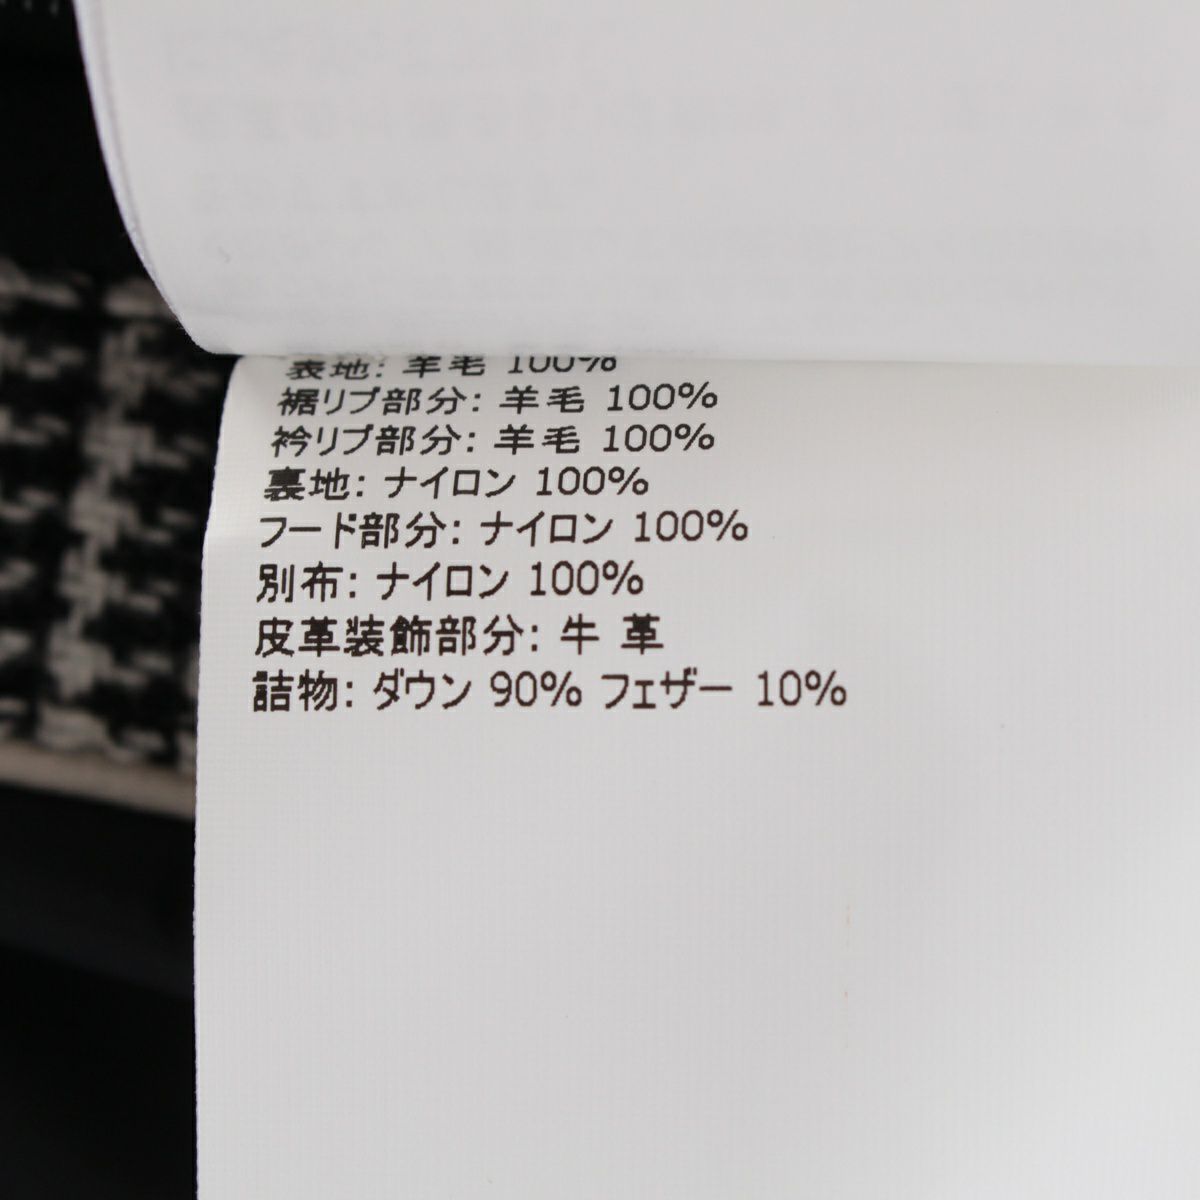 表地: 羊毛 100%
裾リブ部分: 羊毛 100%
衿リブ部分: 羊毛 100%
裏地: ナイロン 100%
フード部分: ナイロン 100%
別布: ナイロン 100%
皮革装飾部分: 牛 革
詰物: ダウン 90% フェザー 10%